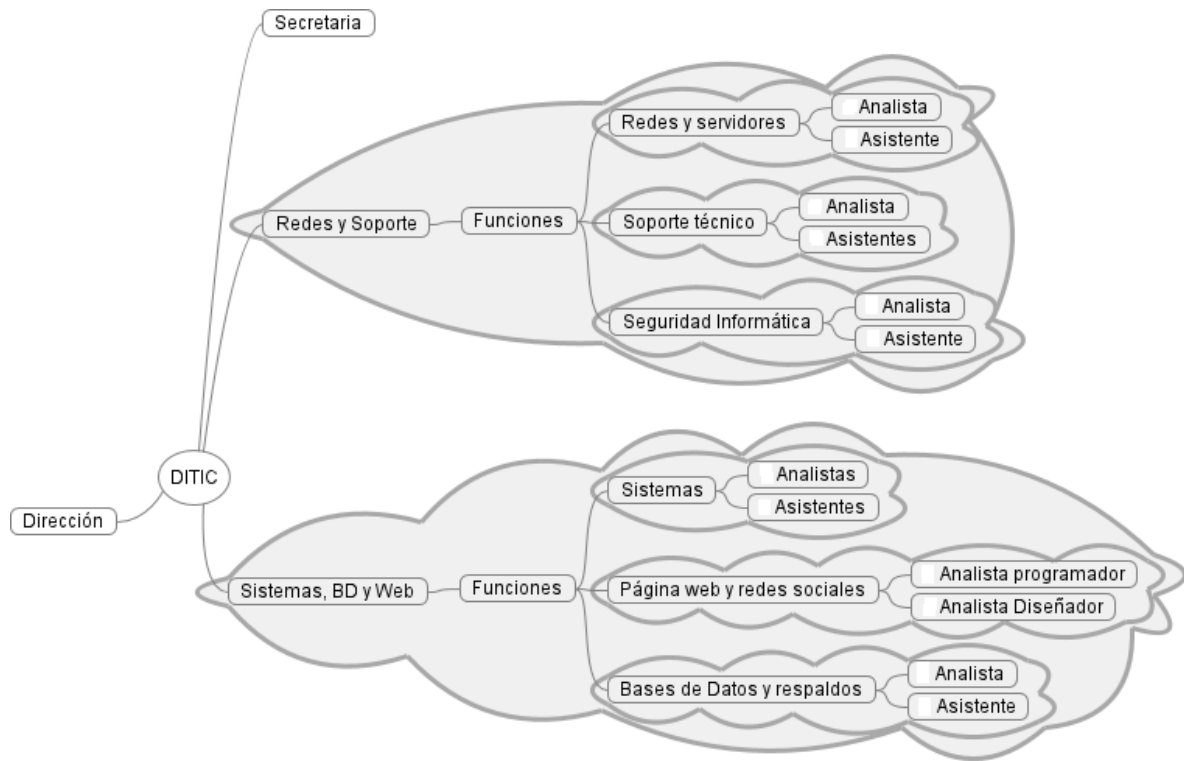 Secretaria
Redes y servidores
Analista
Asistente
Redes y Soporte
Funciones
Soporte técnico
Analista
Asistentes
Seguridad Informática
Analista
Asistente
DITIC
Dirección
Sistemas, BD y Web
Funciones
Sistemas
Analistas
Asistentes
Página web y redes sociales
Analista programador
Analista Diseñador
Bases de Datos y respaldos
Analista
Asistente